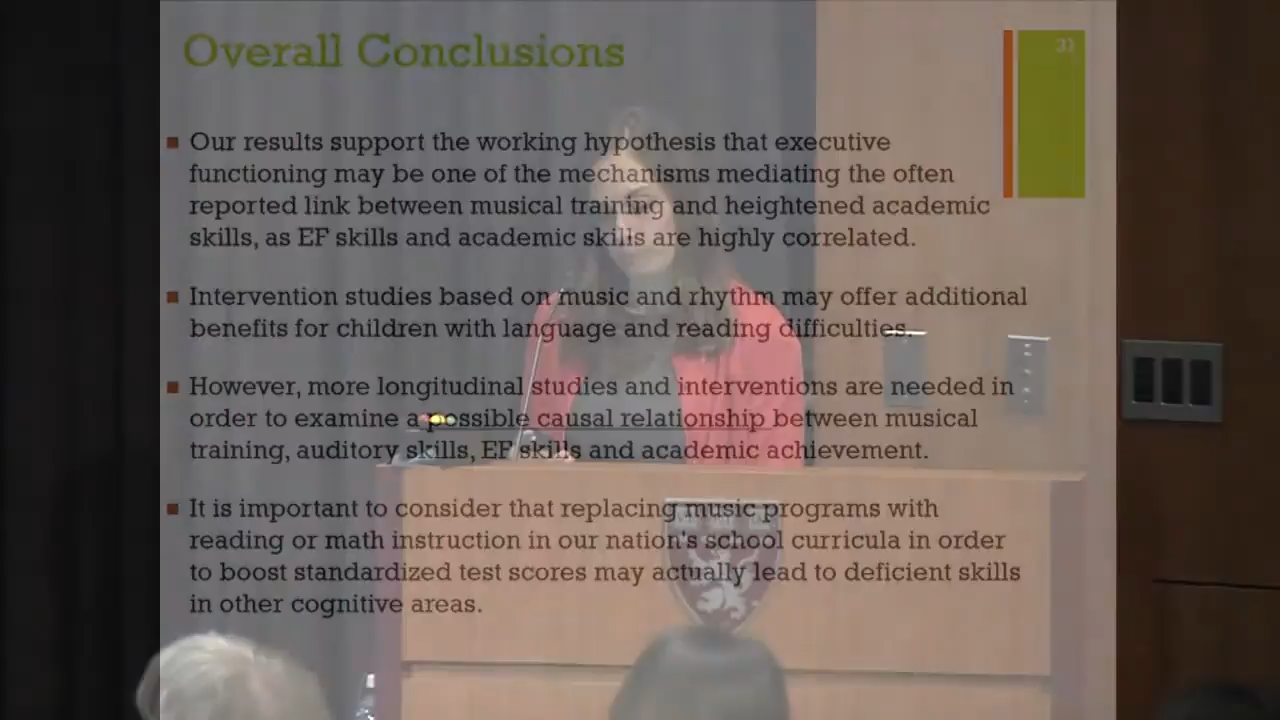 Overall Conclusions
31
Our results support the working hypothesis that executive
functioning may be one of the mechanisms mediating the often
reported link between musical training and heightened academic
skills, as EF skills and academic skills are highly correlated.
Intervention studies based on music and rhythm may offer additional
benefits for children with language and reading difficulties.
However, more longitudinal studies and interventions are needed in
order to examine a possible causal relationship between musical
training, auditory skills, EF skills and academic achievement.
It is important to consider that replacing music programs with
reading or math instruction in our nation's school curricula in order
to boost standardized test scores may actually lead to deficient skills
in other cognitive areas.